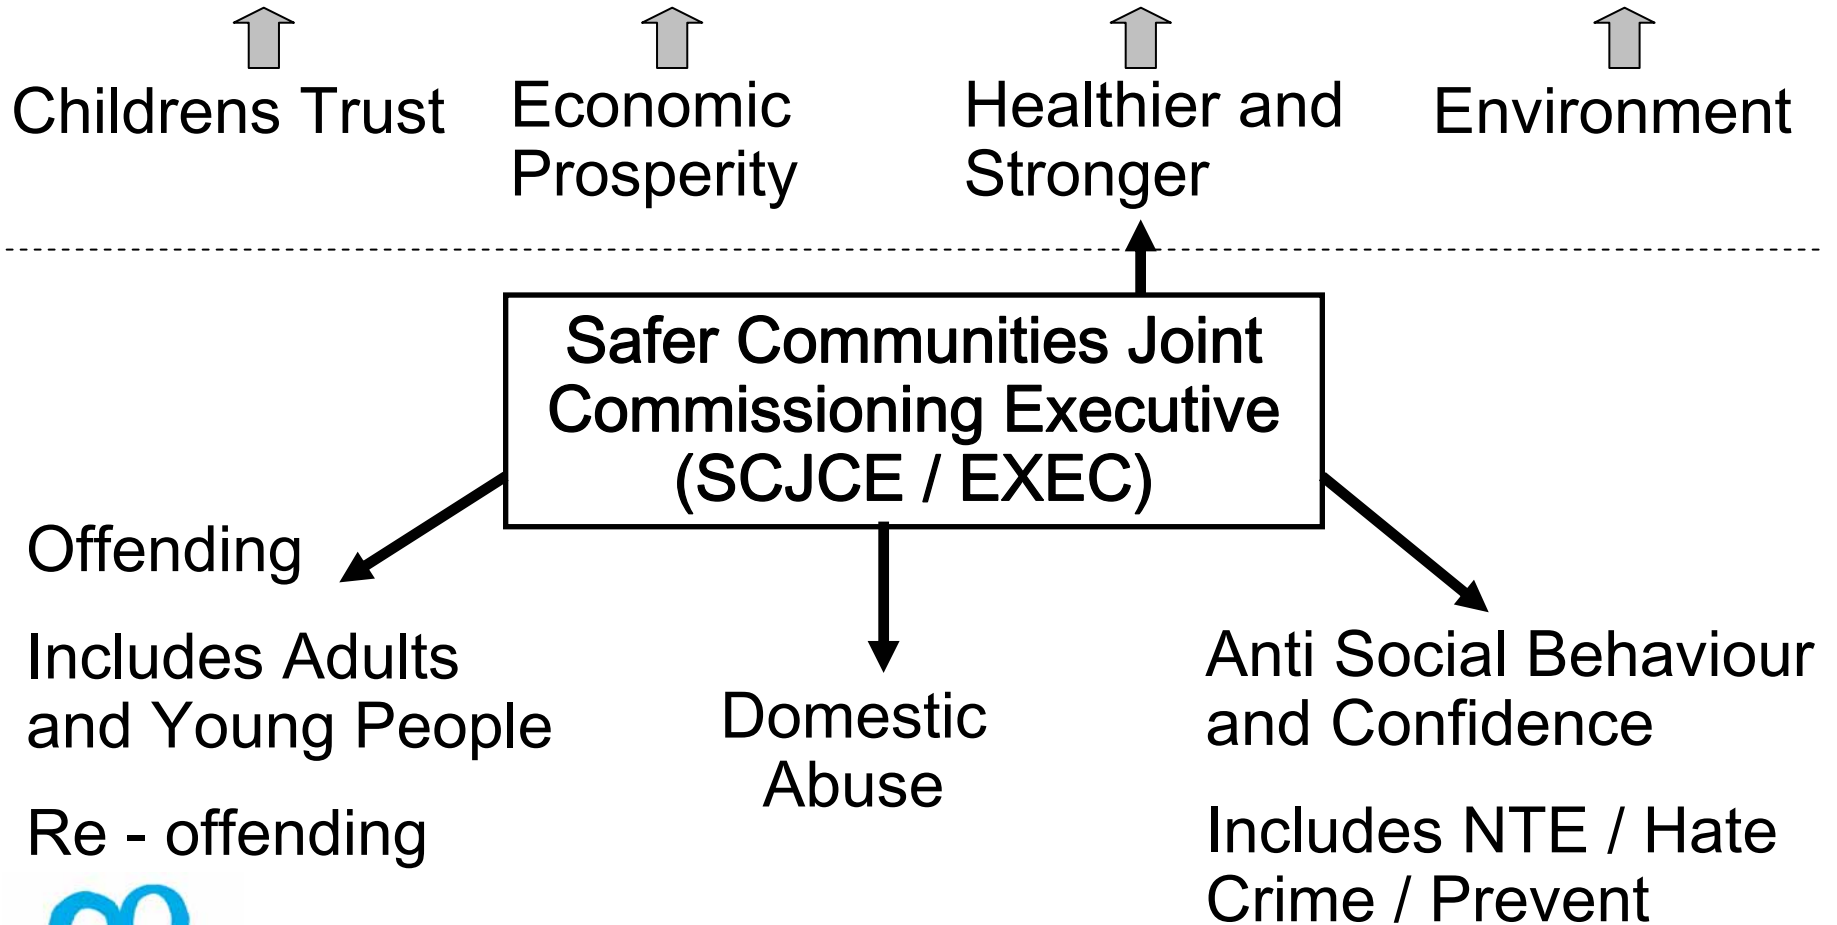 Childrens Trust
Economic
Prosperity
Healthier and
Stronger
Environment
Safer Communities Joint
Commissioning Executive
(SCJCE / EXEC)
Offending
Includes Adults
and Young People
Re - offending
Domestic
Abuse
Anti Social Behaviour
and Confidence
Includes NTE / Hate
Crime / Prevent